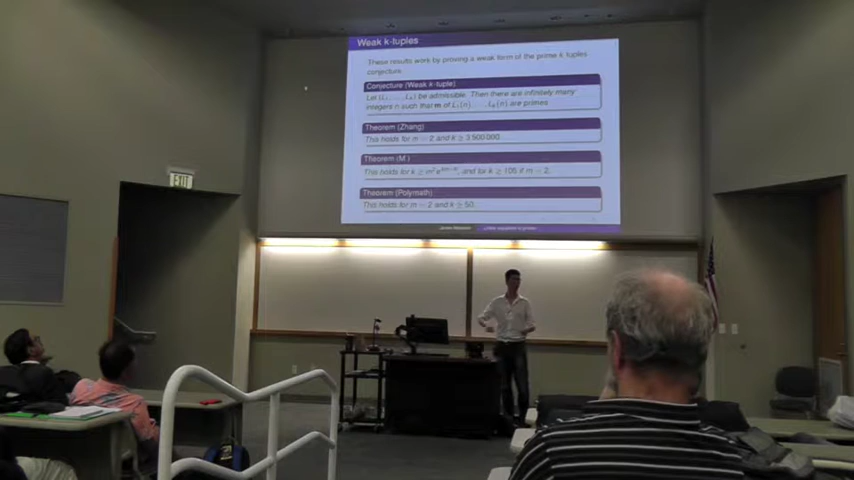 Weak k-tuples
These results work by proving a weak form of the prime k-tuples
conjecture.
Conjecture (Weak k-tuple)
Let be admissible. Then there are infinitely many
integers n such that m of L₁(n), ..., Lₖ(n) are primes
Theorem (Zhang)
This holds for m = 2 and k ≥ 3 500 000.
Theorem (M.)
This holds for k ≥ and for k ≥ 105 if m = 2.
Theorem (Polymath)
This holds for m = 2 and k ≥ 50.
EXIT